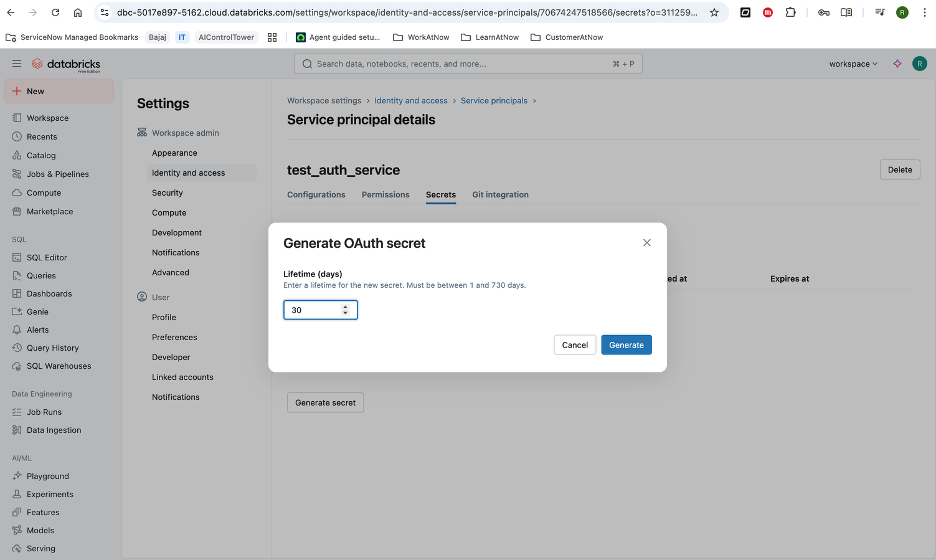 dbc-5017e897-5162.cloud.databricks.com/settings/workspace/identity-and-access/service-principals/70674247518566/secrets?o=311259...
R
ServiceNow Managed Bookmarks
Bajaj
IT
AIControlTower
Agent guided setu...
WorkAtNow
LearnAtNow
CustomerAtNow
databricks
Free Edition
Search data, notebooks, recents, and more...
⌘ + P
workspace
R
New
Workspace
Recents
Catalog
Jobs & Pipelines
Compute
Marketplace
SQL
SQL Editor
Queries
Dashboards
Genie
Alerts
Query History
SQL Warehouses
Data Engineering
Job Runs
Data Ingestion
AI/ML
Playground
Experiments
Features
Models
Serving
Settings
Workspace admin
Appearance
Identity and access
Security
Compute
Development
Notifications
Advanced
User
Profile
Preferences
Developer
Linked accounts
Notifications
Workspace settings > Identity and access > Service principals >
Service principal details
test_auth_service
Delete
Configurations
Permissions
Secrets
Git integration
ed at
Expires at
Generate OAuth secret
Lifetime (days)
Enter a lifetime for the new secret. Must be between 1 and 730 days.
30
Cancel
Generate
Generate secret